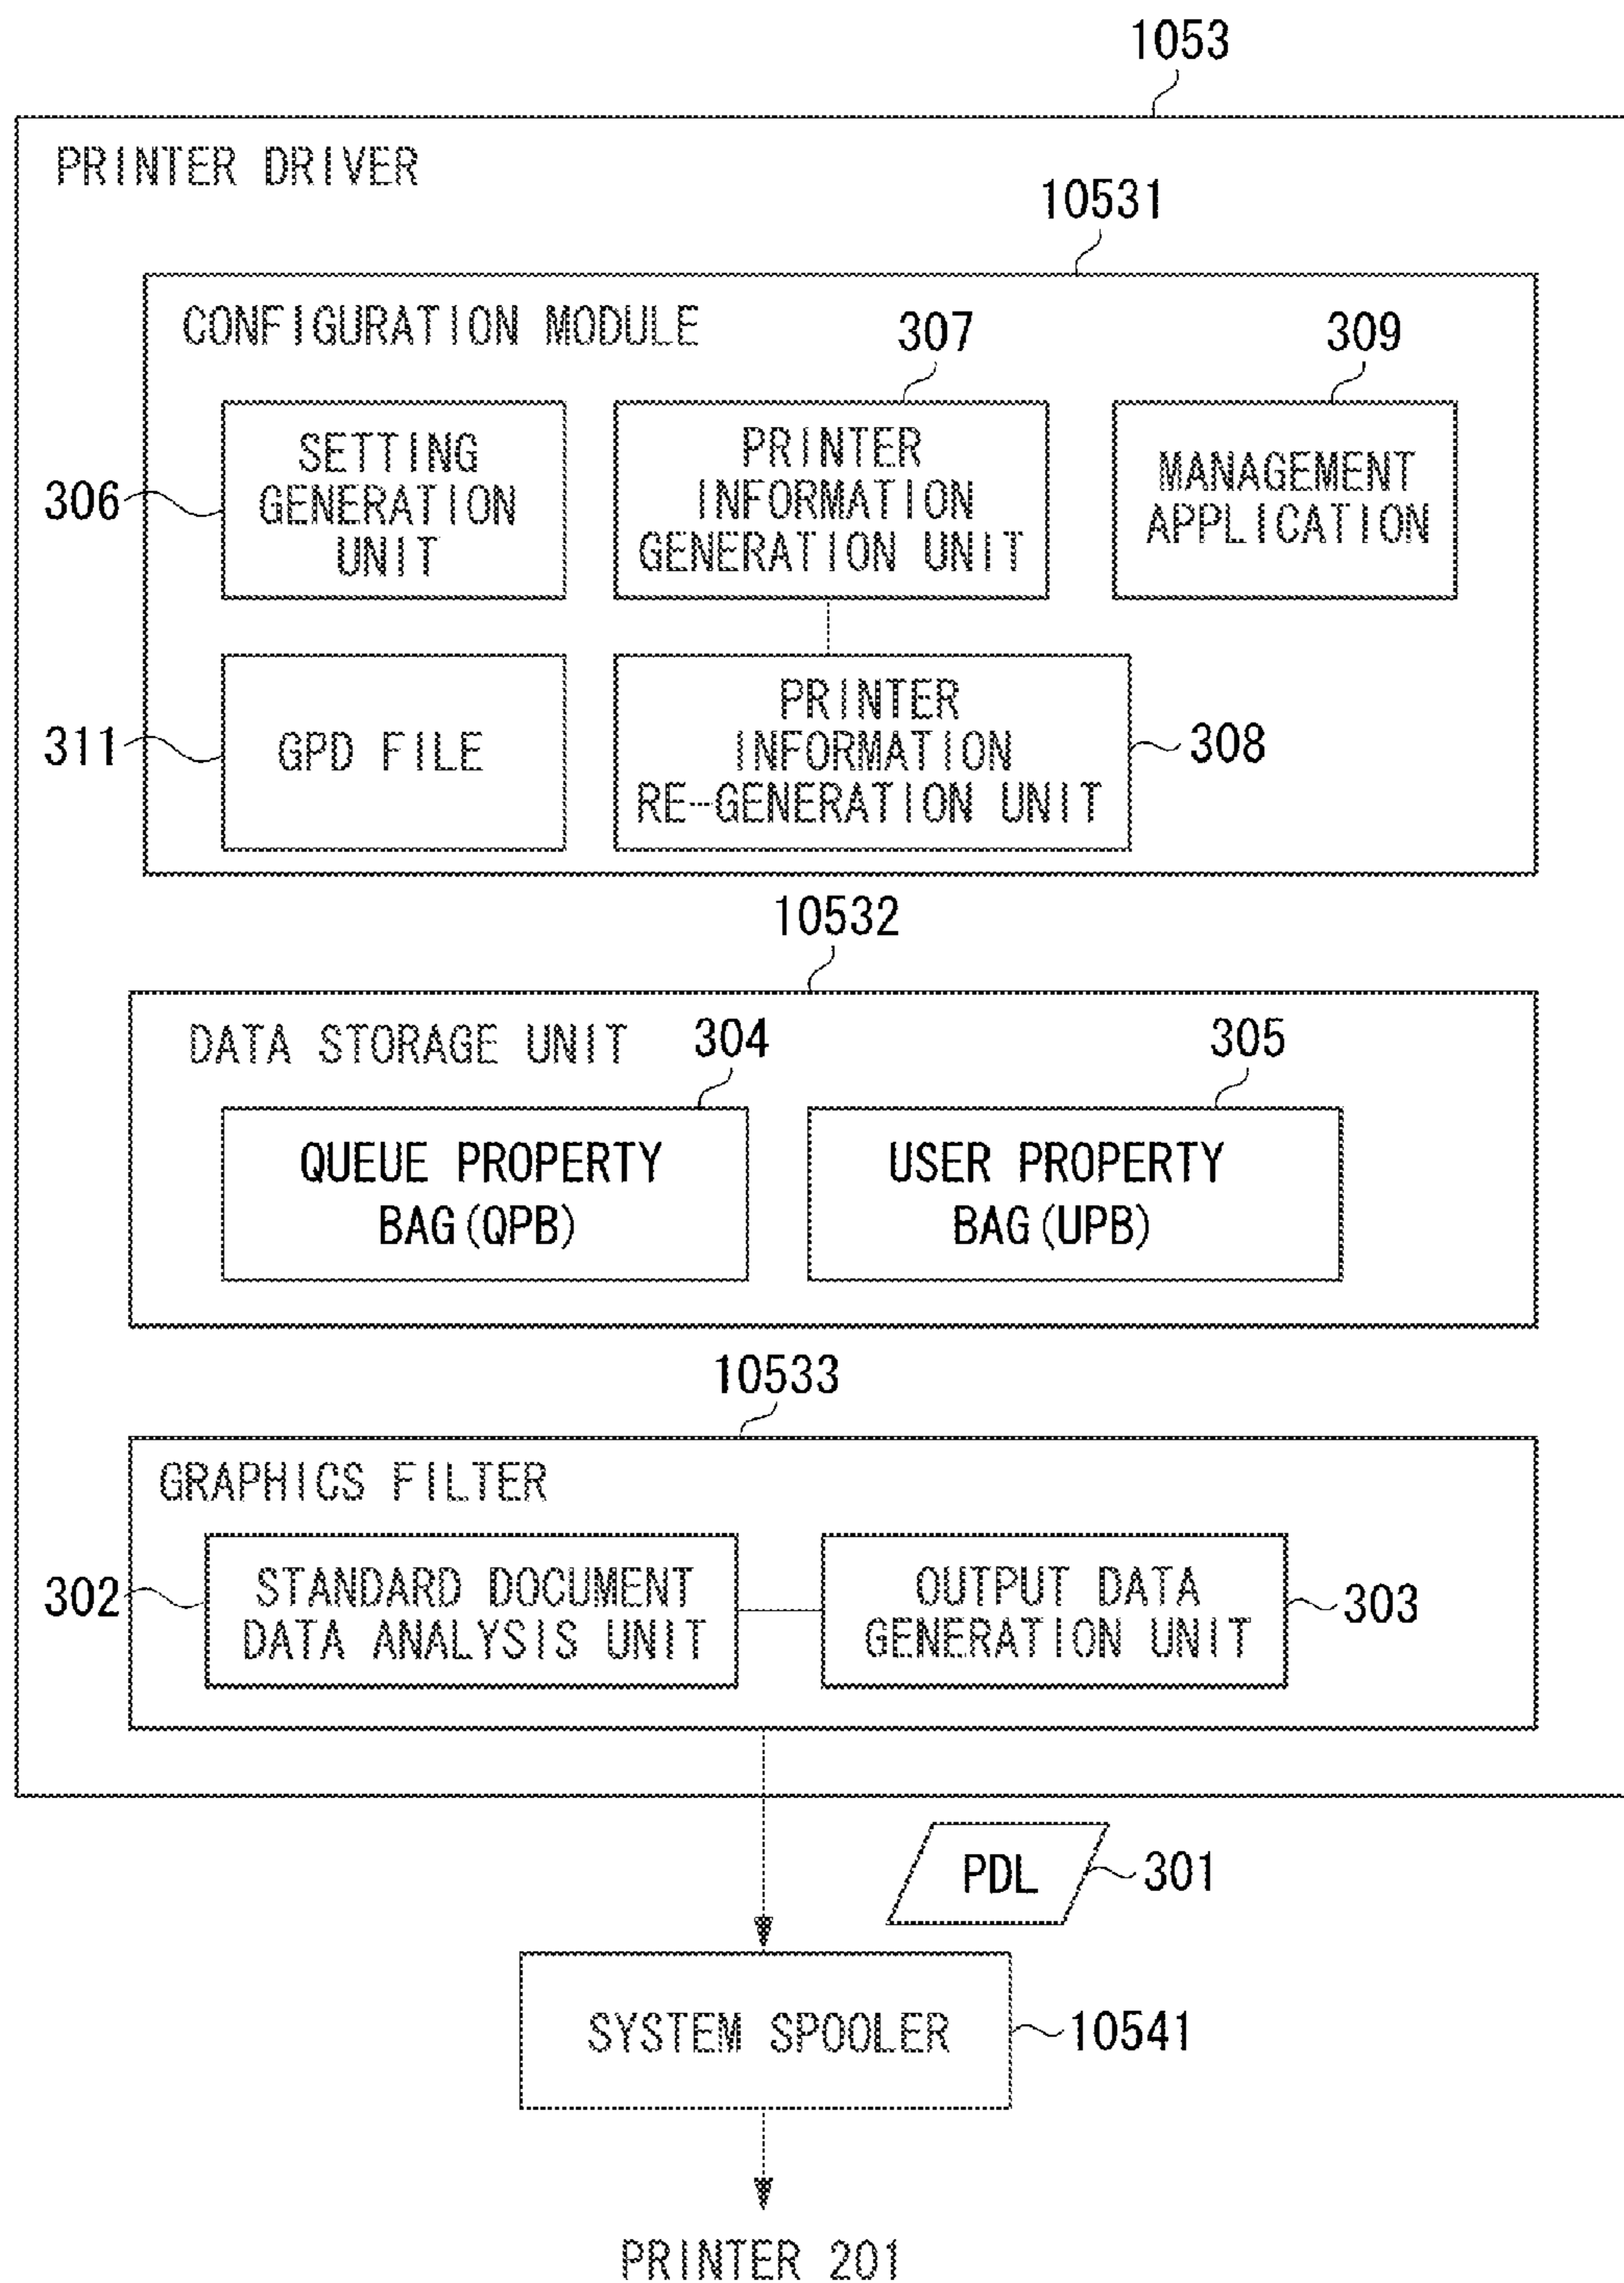 1053
PRINTER DRIVER
10531
CONFIGURATION MODULE
307
309
306
SETTING
GENERATION
UNIT
PRINTER
INFORMATION
GENERATION UNIT
MANAGEMENT
APPLICATION
311
GPD FILE
PRINTER
INFORMATION
RE-GENERATION UNIT
308
10532
DATA STORAGE UNIT
304
305
QUEUE PROPERTY
BAG(QPB)
USER PROPERTY
BAG(UPB)
10533
GRAPHICS FILTER
302
STANDARD DOCUMENT
DATA ANALYSIS UNIT
OUTPUT DATA
GENERATION UNIT
303
PDL
301
SYSTEM SPOOLER
10541
PRINTER 201